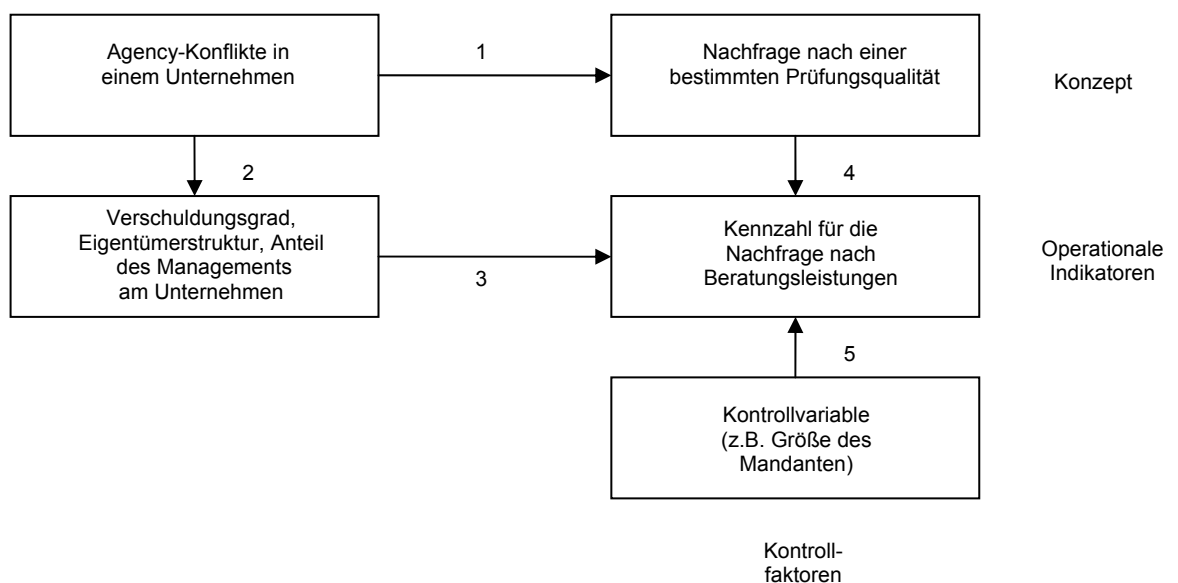 Agency-Konflikte in
einem Unternehmen
1
Nachfrage nach einer
bestimmten Prüfungsqualität
Konzept
2
4
Verschuldungsgrad,
Eigentümerstruktur, Anteil
des Managements
am Unternehmen
3
Kennzahl für die
Nachfrage nach
Beratungsleistungen
Operationale
Indikatoren
5
Kontrollvariable
(z.B. Größe des
Mandanten)
Kontroll-
faktoren